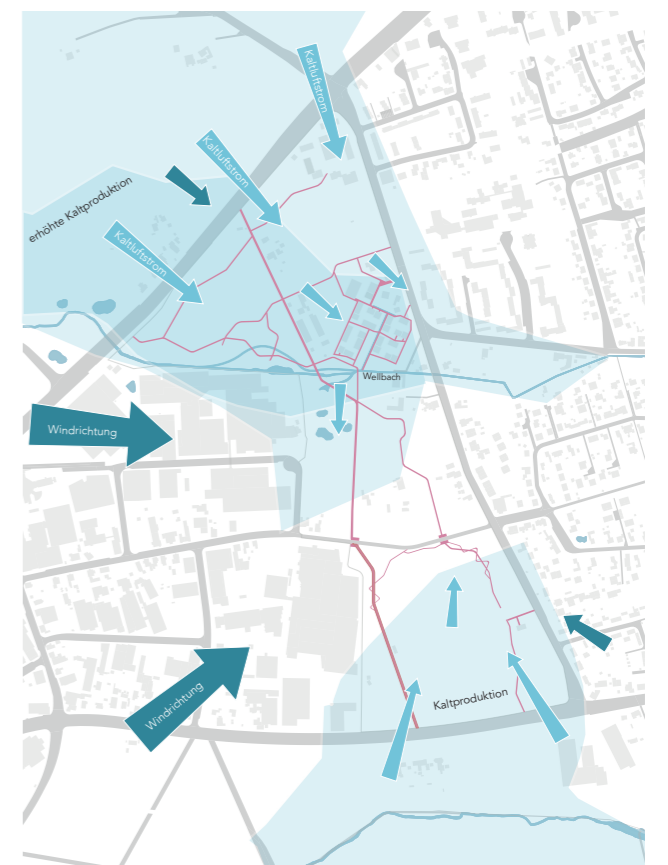 Kaltluftstrom
Kaltluftstrom
erhöhte Kaltproduktion
Kaltluftstrom
Wellbach
Windrichtung
Windrichtung
Kaltproduktion